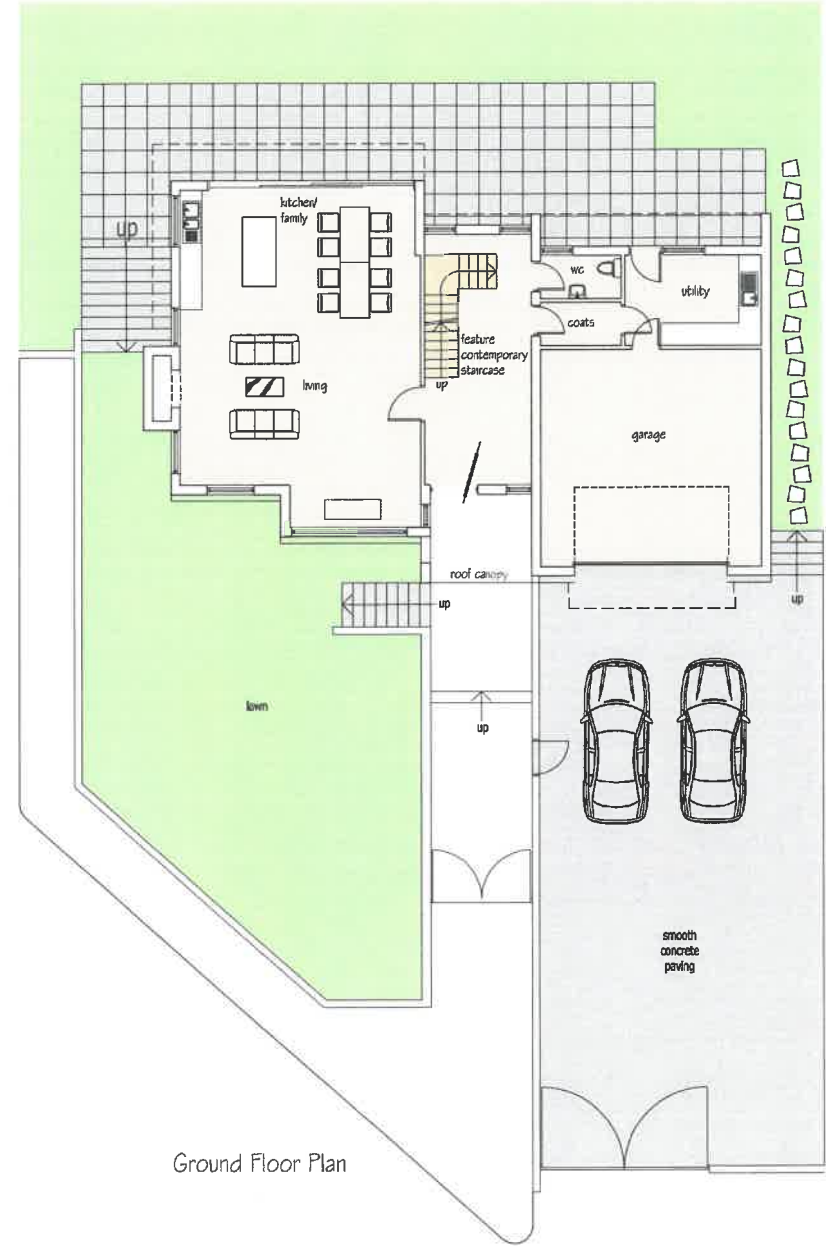 up
kitchen/
family
wc
utility
coats
feature
contemporary
staircase
up
living
garage
roof canopy
up
up
lawn
up
smooth
concrete
paving
Ground Floor Plan